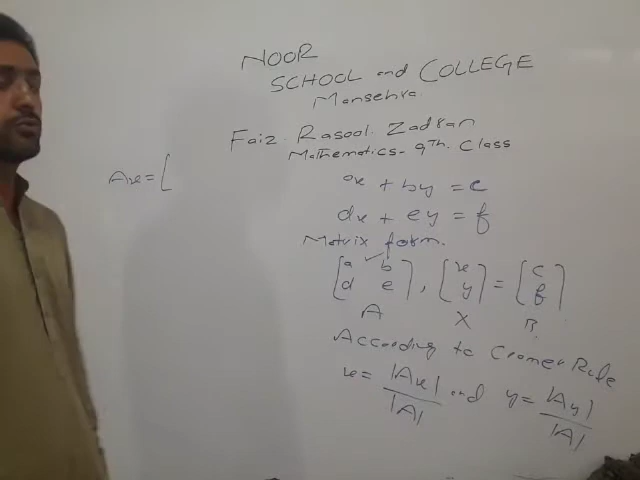 NOOR
SCHOOL and COLLEGE
Mansehra.
Faiz Rasool Zadran
Mathematics- 9th Class
Ax = [
ax + by = c
dx + ey = f
Matrix form.
[a b
d e], [x
y] = [c
f]
A X B
According to Cramer Rule
x = |Ax|/|A| and y = |Ay|/|A|